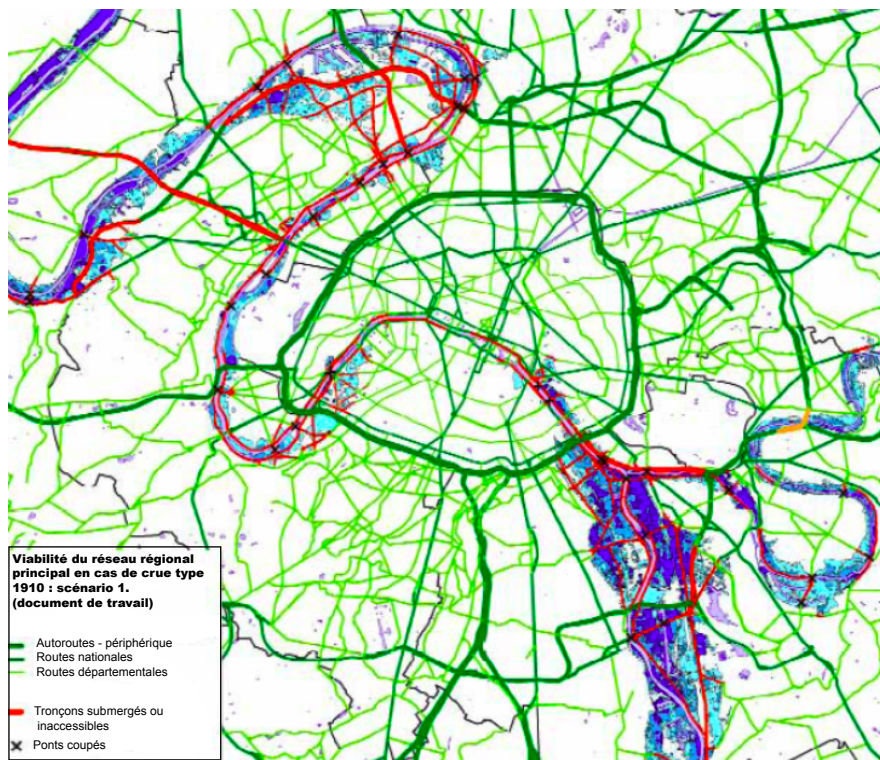 Viabilité du réseau régional
principal en cas de crue type
1910 : scénario 1.
(document de travail)
Autoroutes - périphérique
Routes nationales
Routes départementales
Tronçons submergés ou
inaccessibles
Ponts coupés